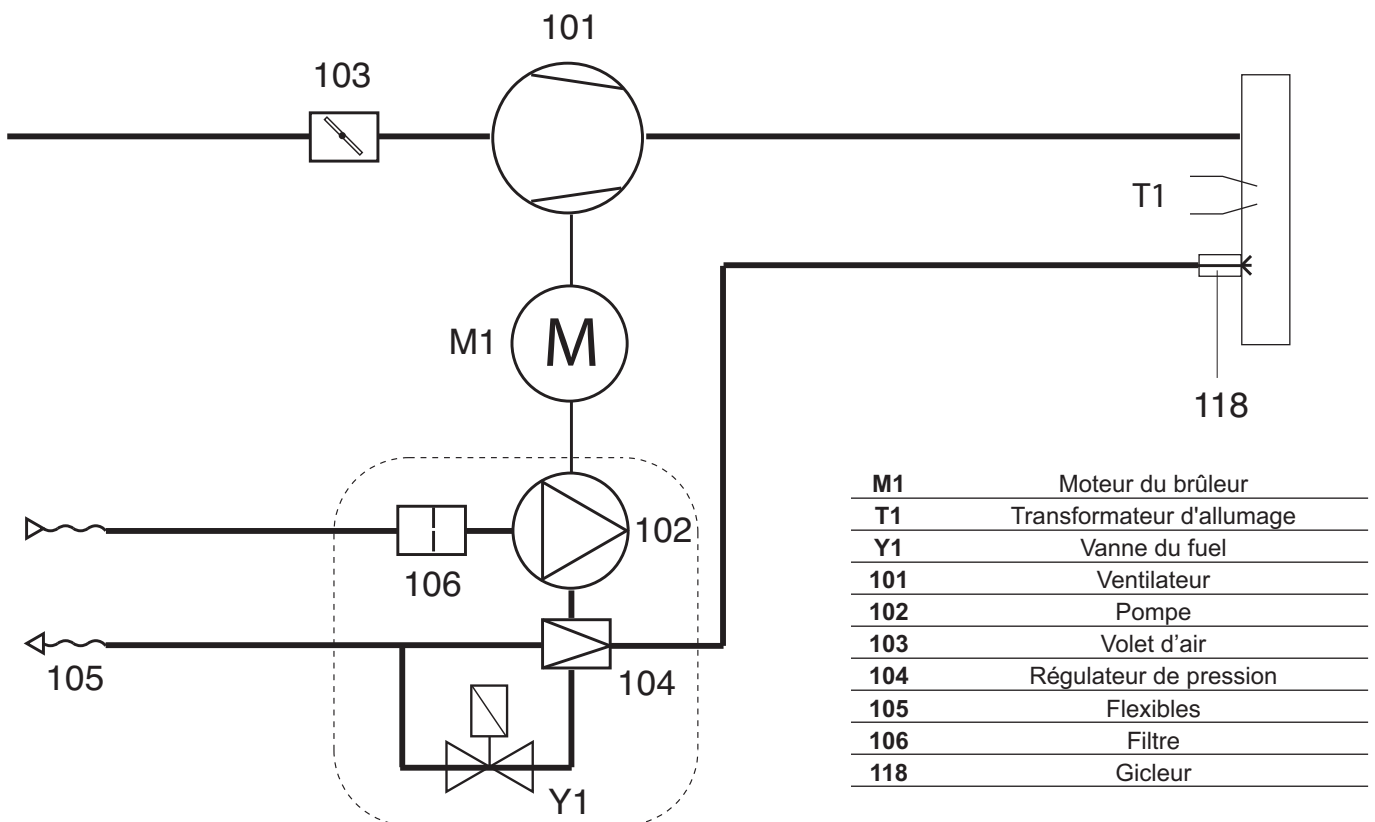 101
103
T1
M1
M
118
102
106
105
104
Y1
M1 Moteur du brûleur
T1 Transformateur d'allumage
Y1 Vanne du fuel
101 Ventilateur
102 Pompe
103 Volet d’air
104 Régulateur de pression
105 Flexibles
106 Filtre
118 Gicleur